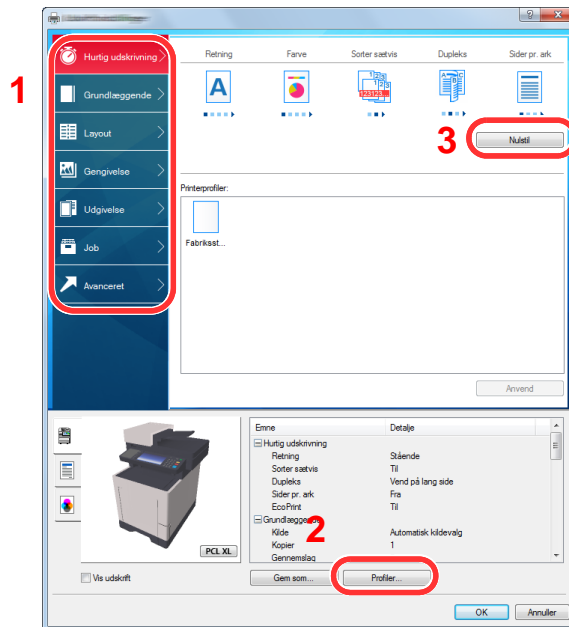 1
Hurtig udskrivning
Grundlæggende
Layout
Gengivelse
Udgivelse
Job
Avanceret
Retning Farve Sorter sætvis Dupleks Sider pr. ark
A 123 123123... A B C
3
Nulstil
Printerprofiler:
Fabriksst...
Anvend
Emne Detalje
Hurtig udskrivning
Retning Stående
Sorter sætvis Til
Dupleks Vend på lang side
Sider pr. ark Fra
EcoPrint Til
Grundlæggende
Kilde Automatisk kildevalg
Kopier 1
Gennemslag
2
PCL XL
Vis udskrift
Gem som... Profiler...
OK Annuller